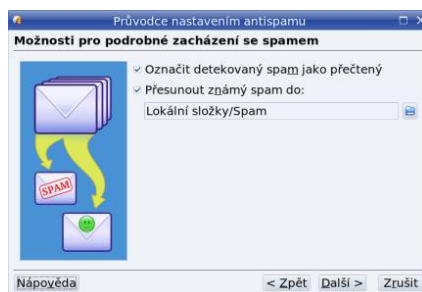 Průvodce nastavením antispamu
Možnosti pro podrobné zacházení se spamem
Označit detekovaný spam jako přečtený
Přesunout známý spam do:
Lokální složky/Spam
SPAM
Nápověda
< Zpět
Další >
Zrušit